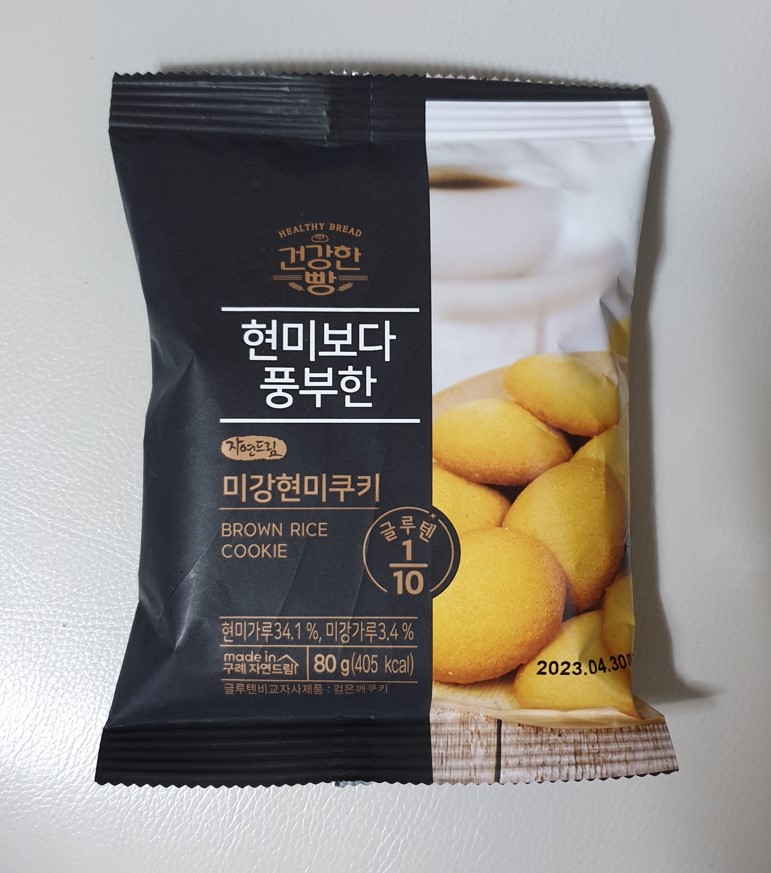 HEALTHY BREAD
건강한
빵
현미보다
풍부한
자연드림
미강현미쿠키
BROWN RICE
COOKIE
글루텐
1
10
현미가루34.1 %, 미강가루3.4 %
made in
구례 자연드림
80 g(405 kcal)
글루텐비교자사제품 : 검은깨쿠키
2023.04.30